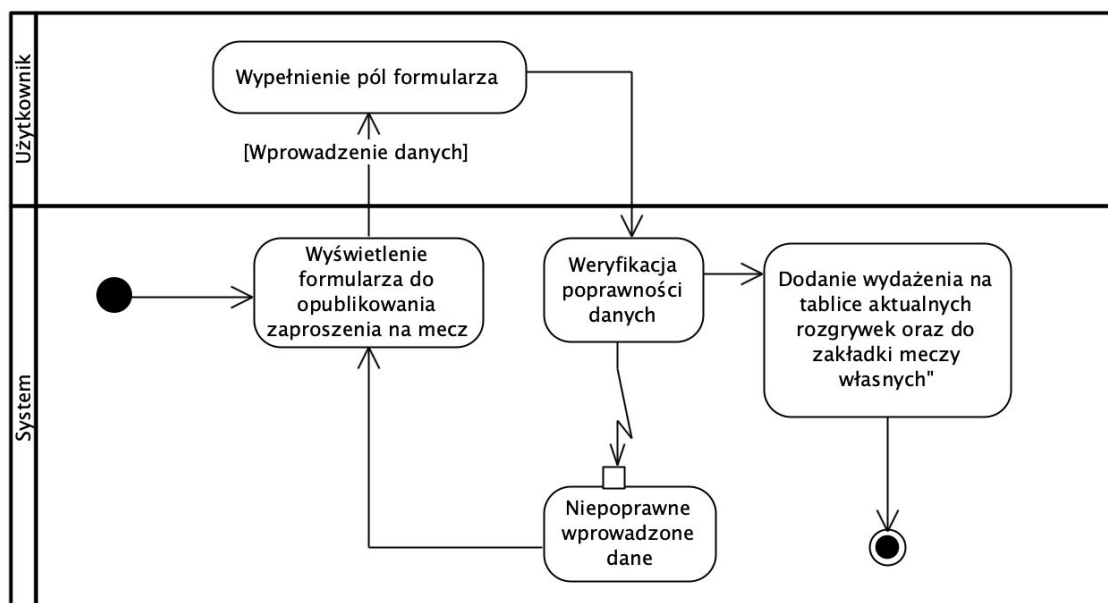 Użytkownik
Wypełnienie pól formularza
[Wprowadzenie danych]
System
Wyświetlenie
formularza do
opublikowania
zaproszenia na mecz
Weryfikacja
poprawności
danych
Dodanie wydażenia na
tablice aktualnych
rozgrywek oraz do
zakładki meczy
własnych"
Niepoprawne
wprowadzone
dane